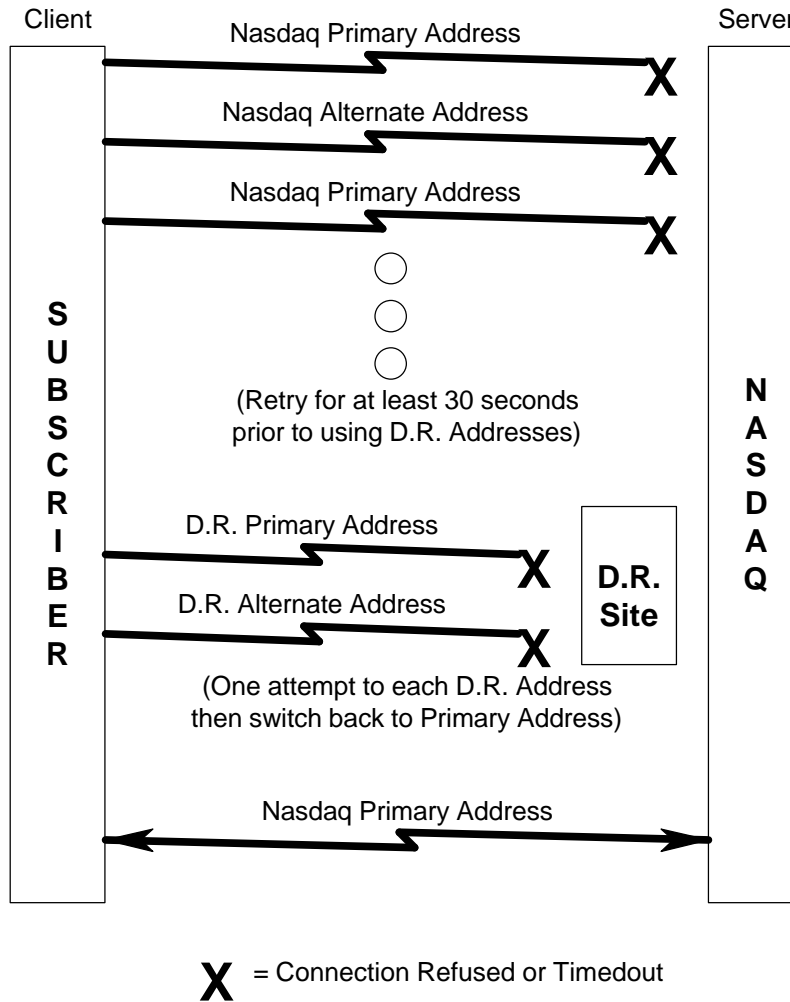 Client
Server
Nasdaq Primary Address
X
Nasdaq Alternate Address
X
Nasdaq Primary Address
X
SUBSCRIBER
NASDAQ
(Retry for at least 30 seconds
prior to using D.R. Addresses)
D.R. Primary Address
X
D.R.
Site
D.R. Alternate Address
X
(One attempt to each D.R. Address
then switch back to Primary Address)
Nasdaq Primary Address
X = Connection Refused or Timedout